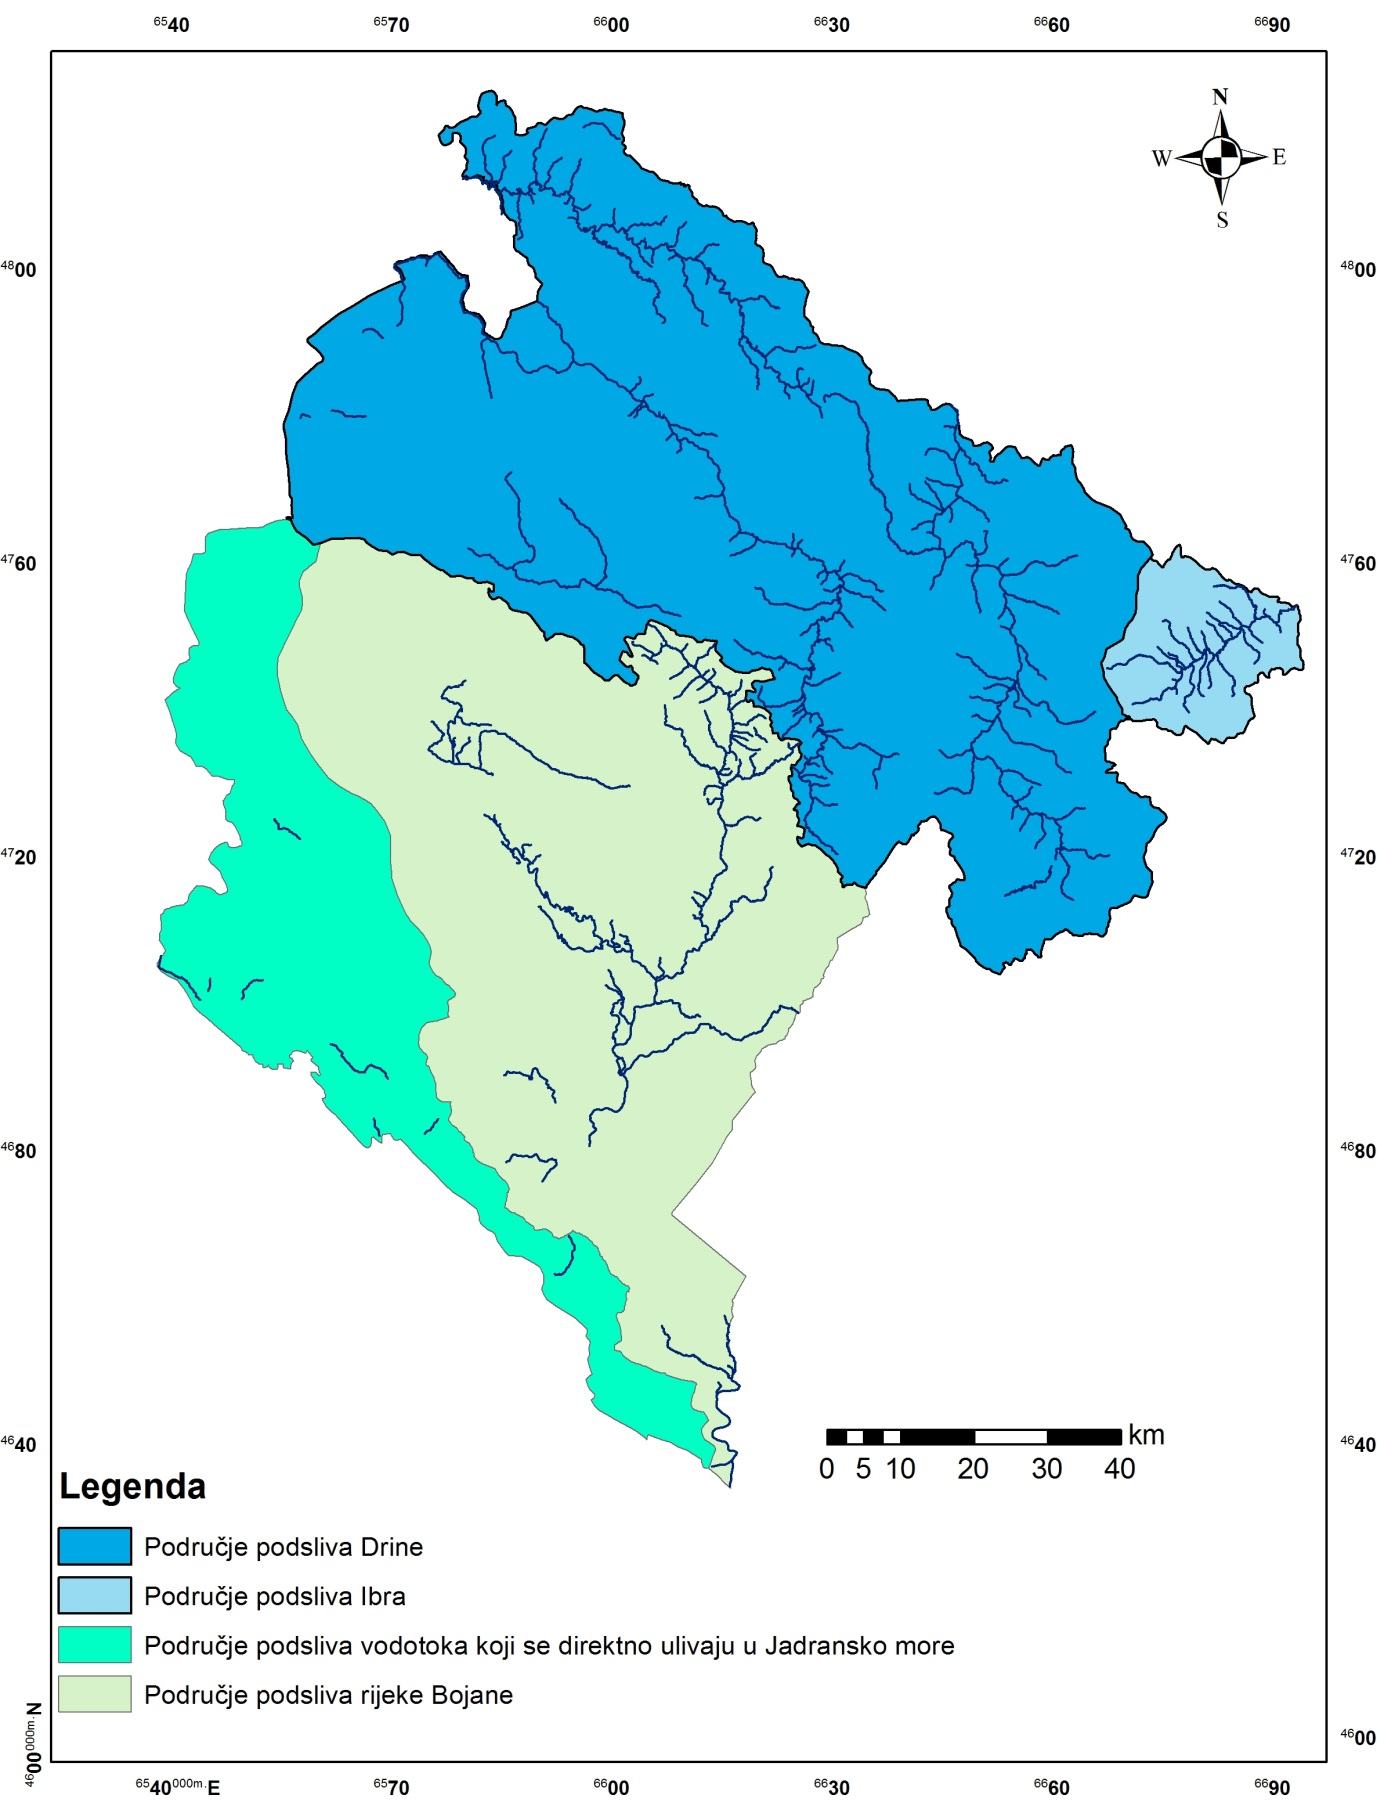 6540 6570 6600 6630 6660 6690
N
W E
S
4800 4800
4760 4760
4720 4720
4680 4680
4640 4640
km
0 5 10 20 30 40
Legenda
Područje podsliva Drine
Područje podsliva Ibra
Područje podsliva vodotoka koji se direktno ulivaju u Jadransko more
Područje podsliva rijeke Bojane
4600000m.N 4600
6540000m.E 6570 6600 6630 6660 6690